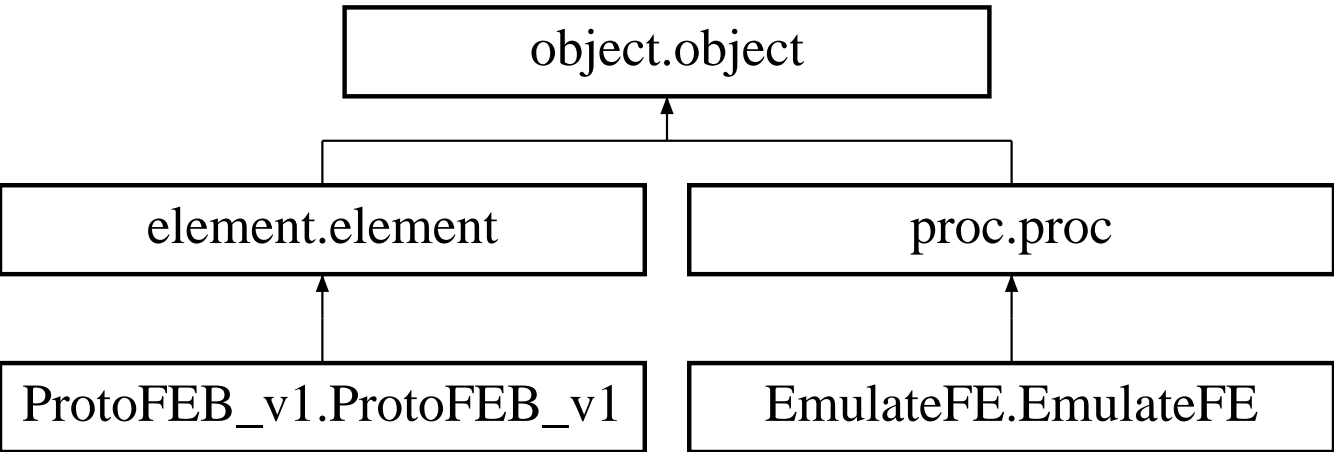 object.object
element.element
proc.proc
ProtoFEB_v1.ProtoFEB_v1
EmulateFE.EmulateFE